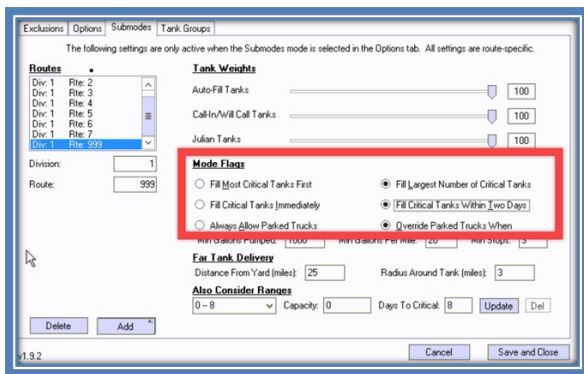 Exclusions Options Submodes Tank Groups
The following settings are only active when the Submodes mode is selected in the Options tab. All settings are route-specific.
Routes
Div: 1 Rte: 2
Div: 1 Rte: 3
Div: 1 Rte: 4
Div: 1 Rte: 5
Div: 1 Rte: 6
Div: 1 Rte: 7
Div: 1 Rte: 999
Division: 1
Route: 999
Delete Add
Tank Weights
Auto-Fill Tanks 100
Call-In/Will Call Tanks 100
Julian Tanks 100
Mode Flags
Fill Most Critical Tanks First Fill Largest Number of Critical Tanks
Fill Critical Tanks Immediately Fill Critical Tanks Within Two Days
Always Allow Parked Trucks Override Parked Trucks When
Min Gallons Pumped: 1000 Min Gallons Per Mile: 20 Min Stops: 3
Far Tank Delivery
Distance From Yard (miles): 25 Radius Around Tank (miles): 3
Also Consider Ranges
0 -- 8 Capacity: 0 Days To Critical: 8 Update Del
v1.9.2 Cancel Save and Close